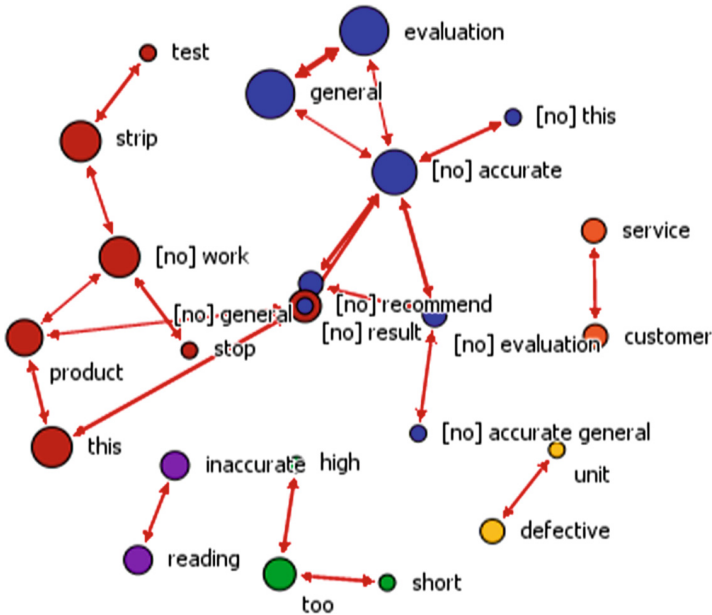 evaluation
test
general
[no] this
strip
[no] accurate
service
[no] work
[no] recommend
[no] general
[no] result
customer
[no] evaluation
stop
product
[no] accurate general
this
inaccurate
high
unit
defective
reading
short
too